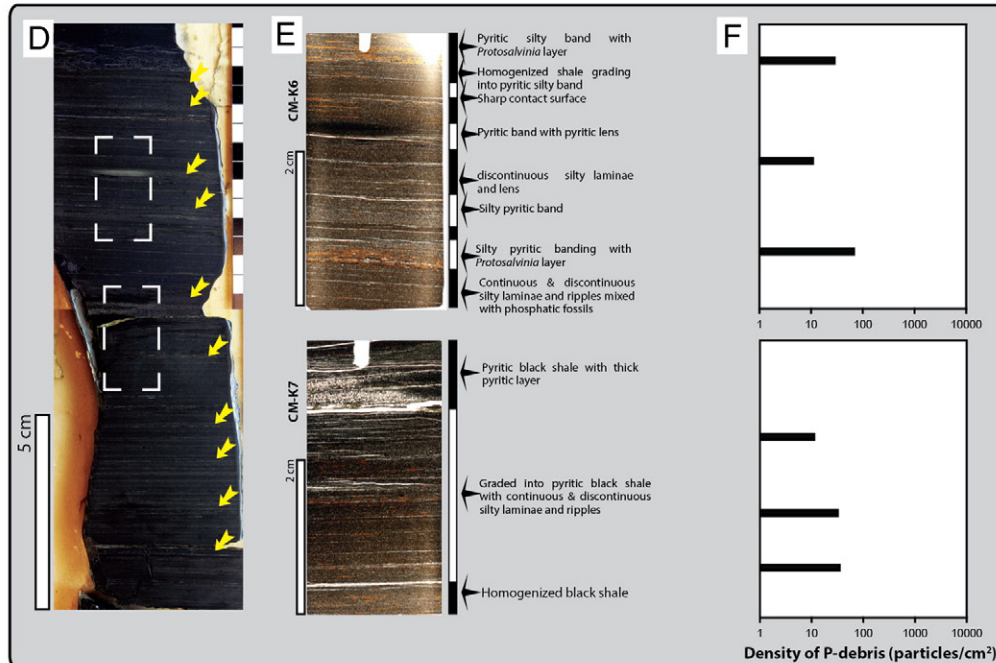 D
E
F
5 cm
CM-K6
2 cm
Pyritic silty band with
Protosalvinia layer
Homogenized shale grading
into pyritic silty band
Sharp contact surface
Pyritic band with pyritic lens
discontinuous silty laminae
and lens
Silty pyritic band
Silty pyritic banding with
Protosalvinia layer
Continuous & discontinuous
silty laminae and ripples mixed
with phosphatic fossils
1 10 100 1000 10000
CM-K7
2 cm
Pyritic black shale with thick
pyritic layer
Graded into pyritic black shale
with continuous & discontinuous
silty laminae and ripples
Homogenized black shale
1 10 100 1000 10000
Density of P-debris (particles/cm²)